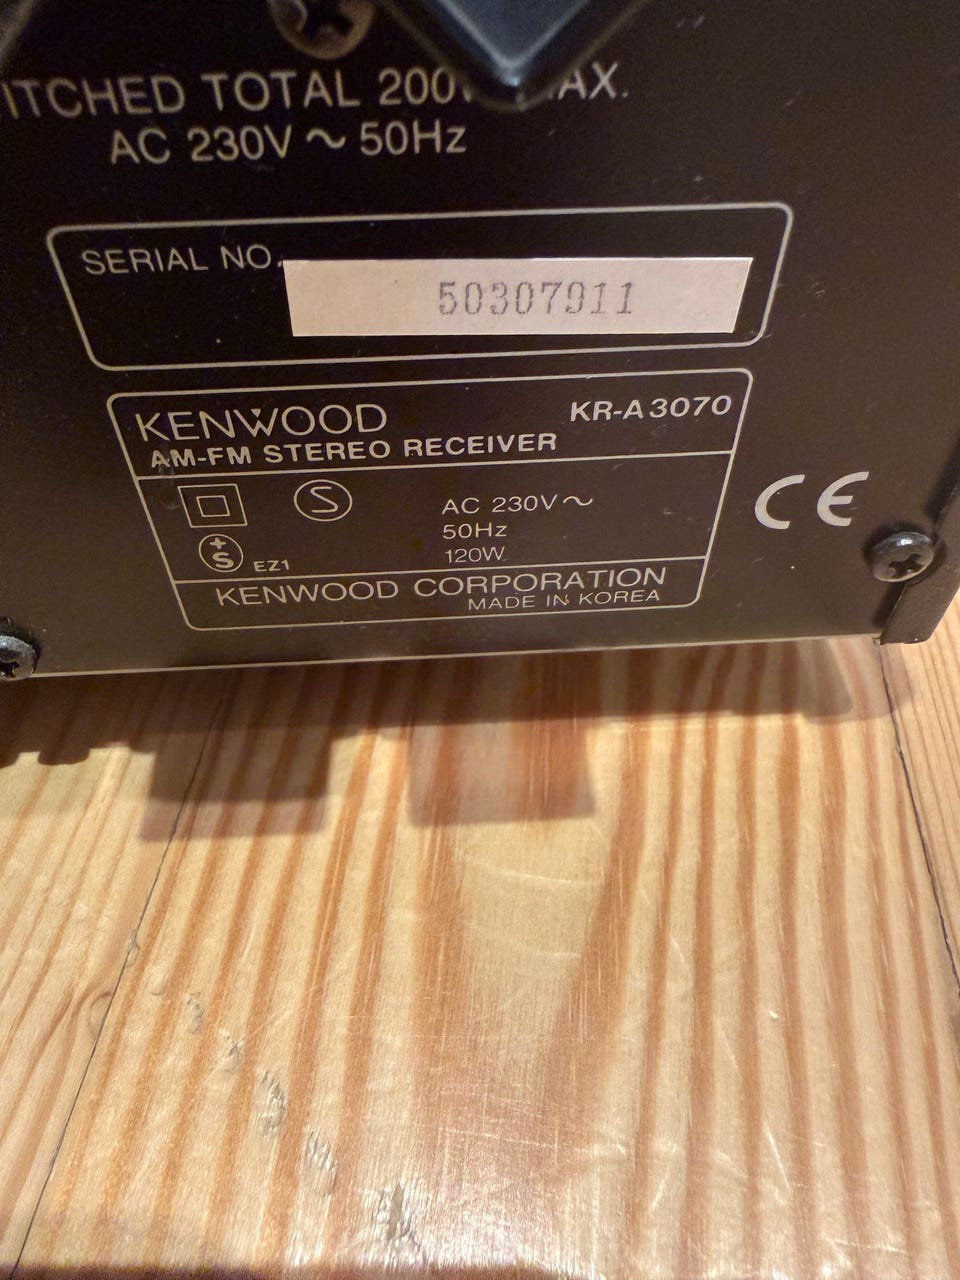 TOTAL
AC 230V ~ 50Hz
SERIAL NO.
50307911
KENWOOD KR-A3070
AM-FM STEREO RECEIVER
S
AC 230V ~
50Hz
+S EZ1
120W
KENWOOD CORPORATION
MADE IN KOREA
CE